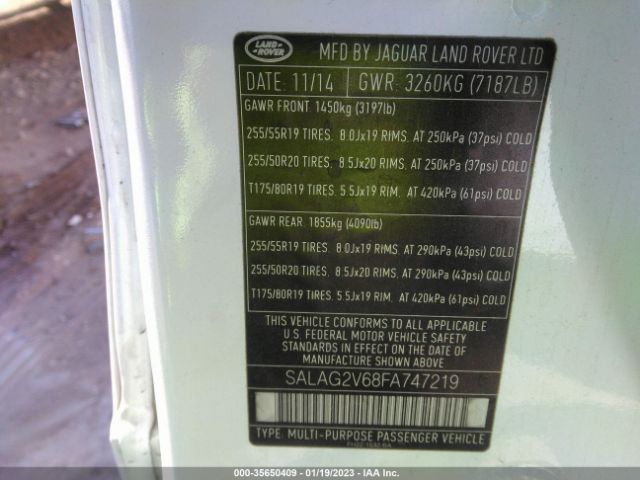 LAND ROVER
MFD BY JAGUAR LAND ROVER LTD
DATE: 11/14 GWR: 3260KG (7187LB)
GAWR FRONT 1450kg (3197lb)
255/55R19 TIRES. 8.0Jx19 RIMS. AT 250kPa (37psi) COLD
255/50R20 TIRES. 8.5Jx20 RIMS. AT 250kPa (37psi) COLD
T175/80R19 TIRES. 5.5Jx19 RIM. AT 420kPa (61psi) COLD
GAWR REAR. 1855kg (4090lb)
255/55R19 TIRES. 8.0Jx19 RIMS. AT 290kPa (43psi) COLD
255/50R20 TIRES. 8.5Jx20 RIMS. AT 290kPa (43psi) COLD
T175/80R19 TIRES. 5.5Jx19 RIM. AT 420kPa (61psi) COLD
THIS VEHICLE CONFORMS TO ALL APPLICABLE
U.S. FEDERAL MOTOR VEHICLE SAFETY
STANDARDS IN EFFECT ON THE DATE OF
MANUFACTURE SHOWN ABOVE
SALAG2V68FA747219
TYPE: MULTI-PURPOSE PASSENGER VEHICLE
000-35650409 - 01/19/2023 - IAA Inc.